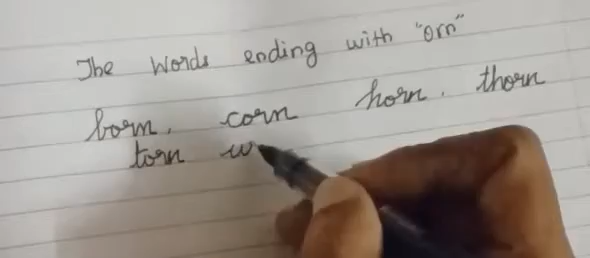 The Words ending with "orn"
born, corn horn. thorn
torn w